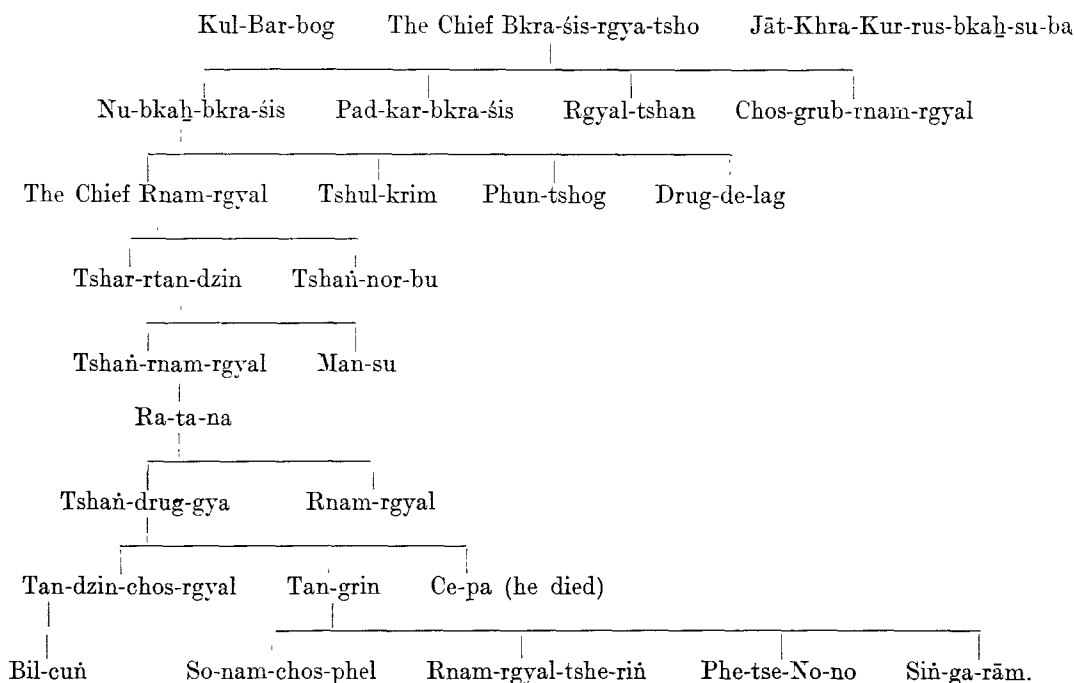 Kul-Bar-bog The Chief Bkra-śis-rgya-tsho Jāt-Khra-Kur-rus-bkaẖ-su-ba
Nu-bkaẖ-bkra-śis Pad-kar-bkra-śis Rgyal-tshan Chos-grub-rnam-rgyal
The Chief Rnam-rgyal Tshul-krim Phun-tshog Drug-de-lag
Tshar-rtan-dzin Tshaṅ-nor-bu
Tshaṅ-rnam-rgyal Man-su
Ra-ta-na
Tshaṅ-drug-gya Rnam-rgyal
Tan-dzin-chos-rgyal Tan-grin Ce-pa (he died)
Bil-cuṅ So-nam-chos-phel Rnam-rgyal-tshe-riṅ Phe-tse-No-no Siṅ-ga-rām.